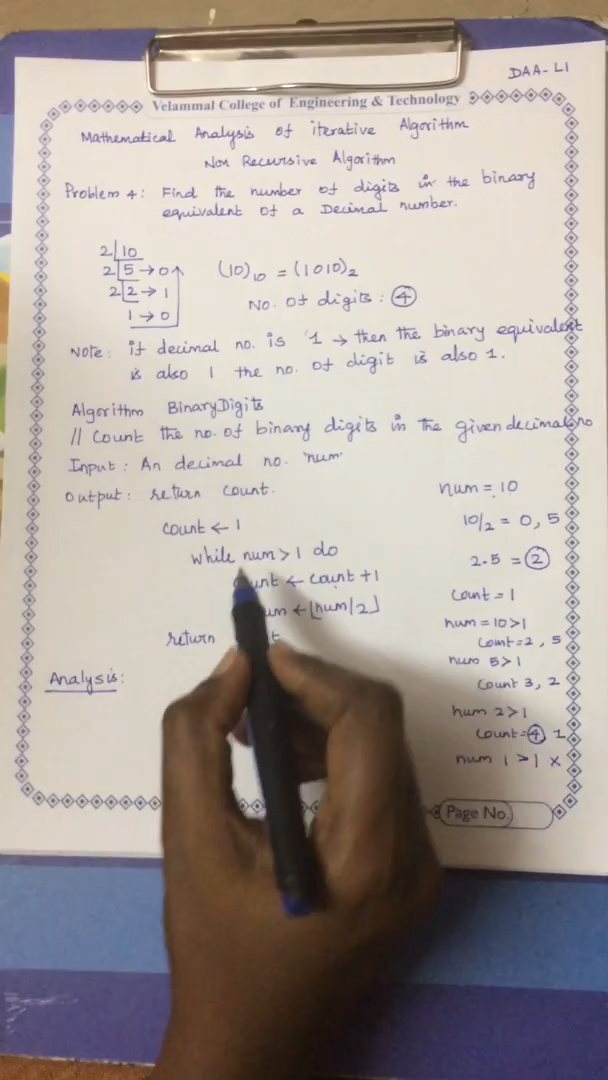 DAA - L1
Velammal College of Engineering & Technology
Mathematical Analysis of iterative Algorithm
Non Recursive Algorithm
Problem 4: Find the number of digits in the binary
equivalent of a Decimal number.
2 10
2 5 → 0
2 2 → 1
1 → 0
(10)10 = (1010)2
No. of digits: 4
Note: if decimal no. is '1 → then the binary equivalent
is also 1 the no. of digit is also 1.
Algorithm BinaryDigits
// Count the no. of binary digits in the given decimal no
Input: An decimal no. 'num'
Output: return count.
count ← 1
while num > 1 do
count ← count + 1
num ← ⌊num/2⌋
return
Analysis:
num = 10
10/2 = 0, 5
2.5 = 2
Count = 1
num = 10 > 1
Count = 2, 5
num 5 > 1
Count 3, 2
num 2 > 1
Count = 4 1
num 1 > 1 x
Page No.